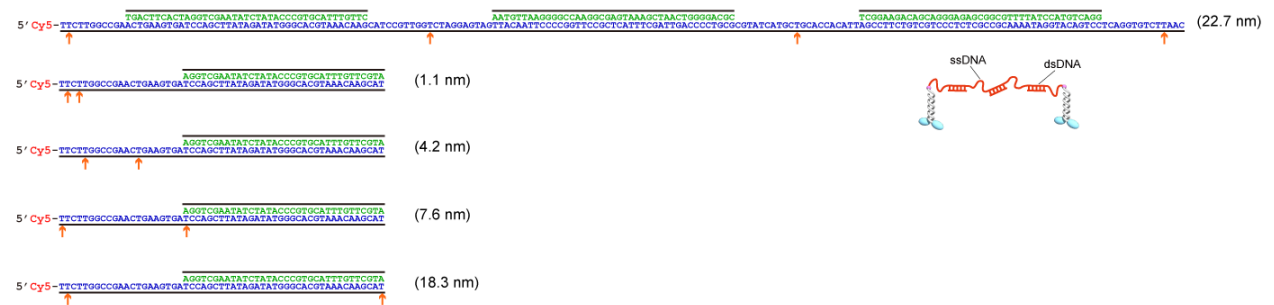 TGACTTCACTAGGTCGAATATCTATACCCGTGCATTTGTTC AATGTTAAGGGGCCAAGGCGAGTAAAGCTAACTGGGGACGC TCGGAAGACAGCAGGGAGAGCGGCGTTTTATCCATGTCAGG
5′Cy5-TTCTTGGCCGAACTGAAGTGATCCAGCTTATAGATATGGGCACGTAAACAAGCATCCGTTGGTCTAGGAGTAGTTACAATTCCCCGGTTCCGCTCATTTCGATTGACCCCTGCGCGTATCATGCTGCACCACATTAGCCTTCTGTCGTCCCTCTCGCCGCAAAATAGGTACAGTCCTCAGGTGTCTTAAC (22.7 nm)
ssDNA dsDNA
AGGTCGAATATCTATACCCGTGCATTTGTTCGTA
5′Cy5-TTCTTGGCCGAACTGAAGTGATCCAGCTTATAGATATGGGCACGTAAACAAGCAT (1.1 nm)
AGGTCGAATATCTATACCCGTGCATTTGTTCGTA
5′Cy5-TTCTTGGCCGAACTGAAGTGATCCAGCTTATAGATATGGGCACGTAAACAAGCAT (4.2 nm)
AGGTCGAATATCTATACCCGTGCATTTGTTCGTA
5′Cy5-TTCTTGGCCGAACTGAAGTGATCCAGCTTATAGATATGGGCACGTAAACAAGCAT (7.6 nm)
AGGTCGAATATCTATACCCGTGCATTTGTTCGTA
5′Cy5-TTCTTGGCCGAACTGAAGTGATCCAGCTTATAGATATGGGCACGTAAACAAGCAT (18.3 nm)